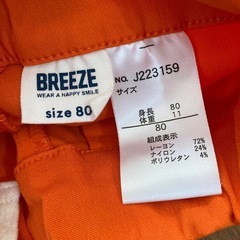 BREEZE
WEAR A HAPPY SMILE
size 80
NO. J223159
サイズ
身長 80
体重 11
80
組成表示
レーヨン 72%
ナイロン 24%
ポリウレタン 4%